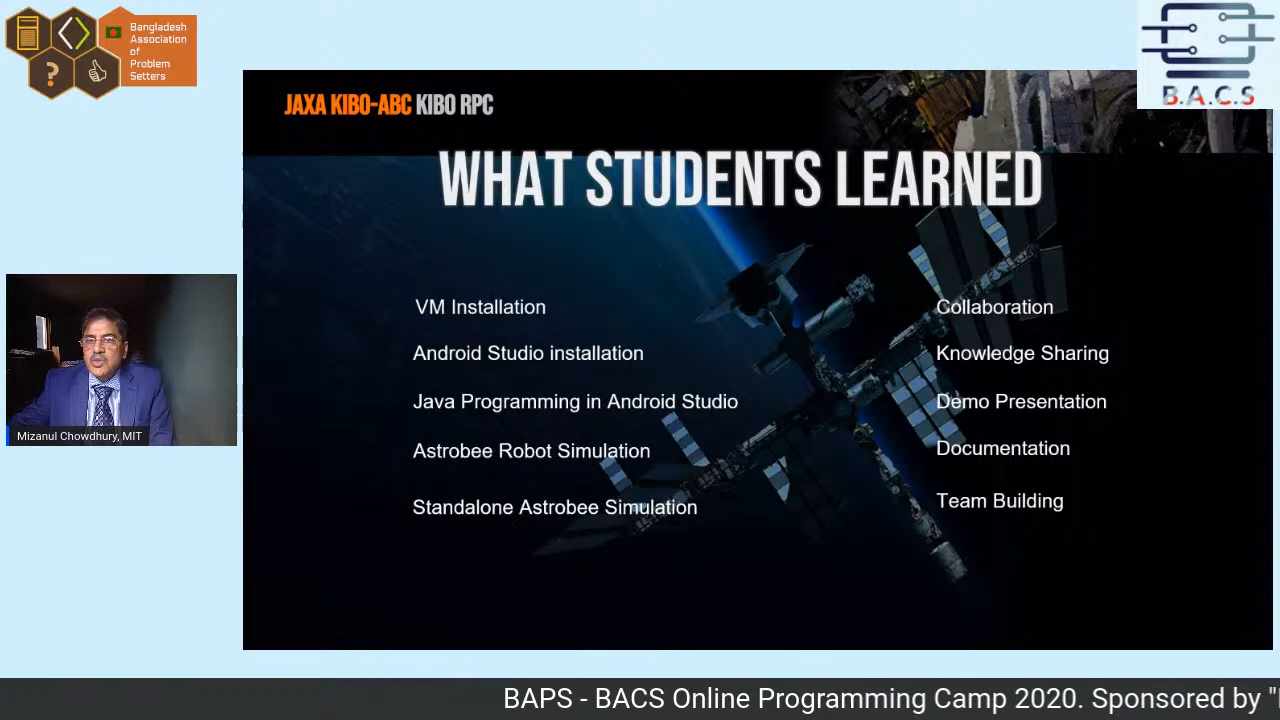 Bangladesh
Association
of
Problem
Setters
B.A.C.S
JAXA KIBO-ABC KIBO RPC
WHAT STUDENTS LEARNED
VM Installation
Android Studio installation
Java Programming in Android Studio
Astrobee Robot Simulation
Standalone Astrobee Simulation
Collaboration
Knowledge Sharing
Demo Presentation
Documentation
Team Building
Mizanul Chowdhury, MIT
BAPS - BACS Online Programming Camp 2020. Sponsored by "